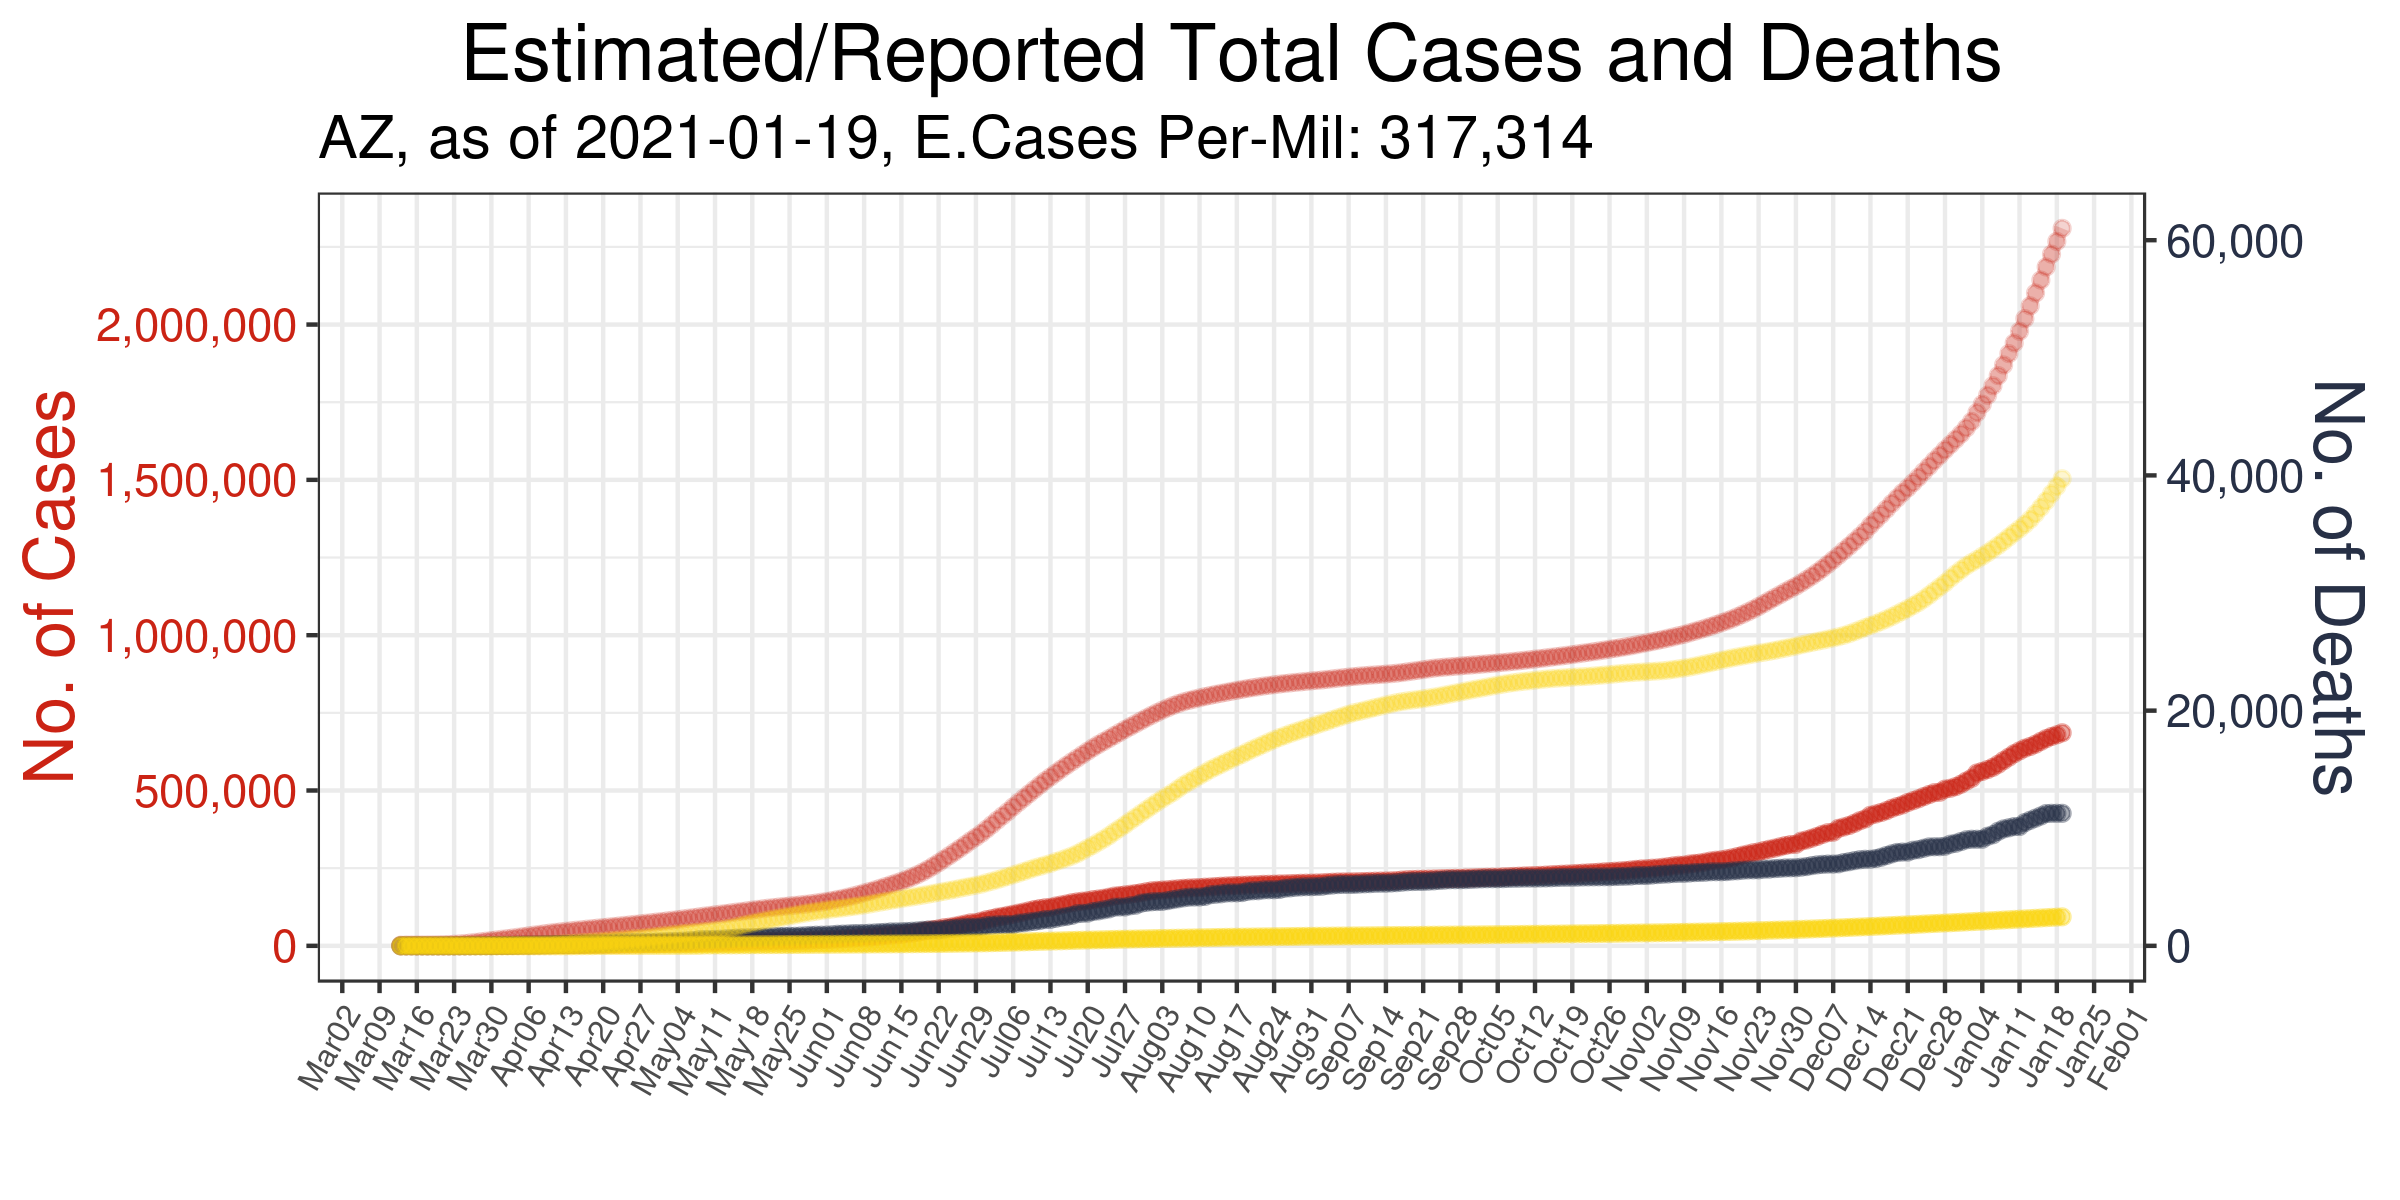 Estimated/Reported Total Cases and Deaths
AZ, as of 2021-01-19, E.Cases Per-Mil: 317,314
No. of Cases
2,000,000
1,500,000
1,000,000
500,000
0
60,000
40,000
20,000
0
No. of Deaths
Mar02
Mar09
Mar16
Mar23
Mar30
Apr06
Apr13
Apr20
Apr27
May04
May11
May18
May25
Jun01
Jun08
Jun15
Jun22
Jun29
Jul06
Jul13
Jul20
Jul27
Aug03
Aug10
Aug17
Aug24
Aug31
Sep07
Sep14
Sep21
Sep28
Oct05
Oct12
Oct19
Oct26
Nov02
Nov09
Nov16
Nov23
Nov30
Dec07
Dec14
Dec21
Dec28
Jan04
Jan11
Jan18
Jan25
Feb01